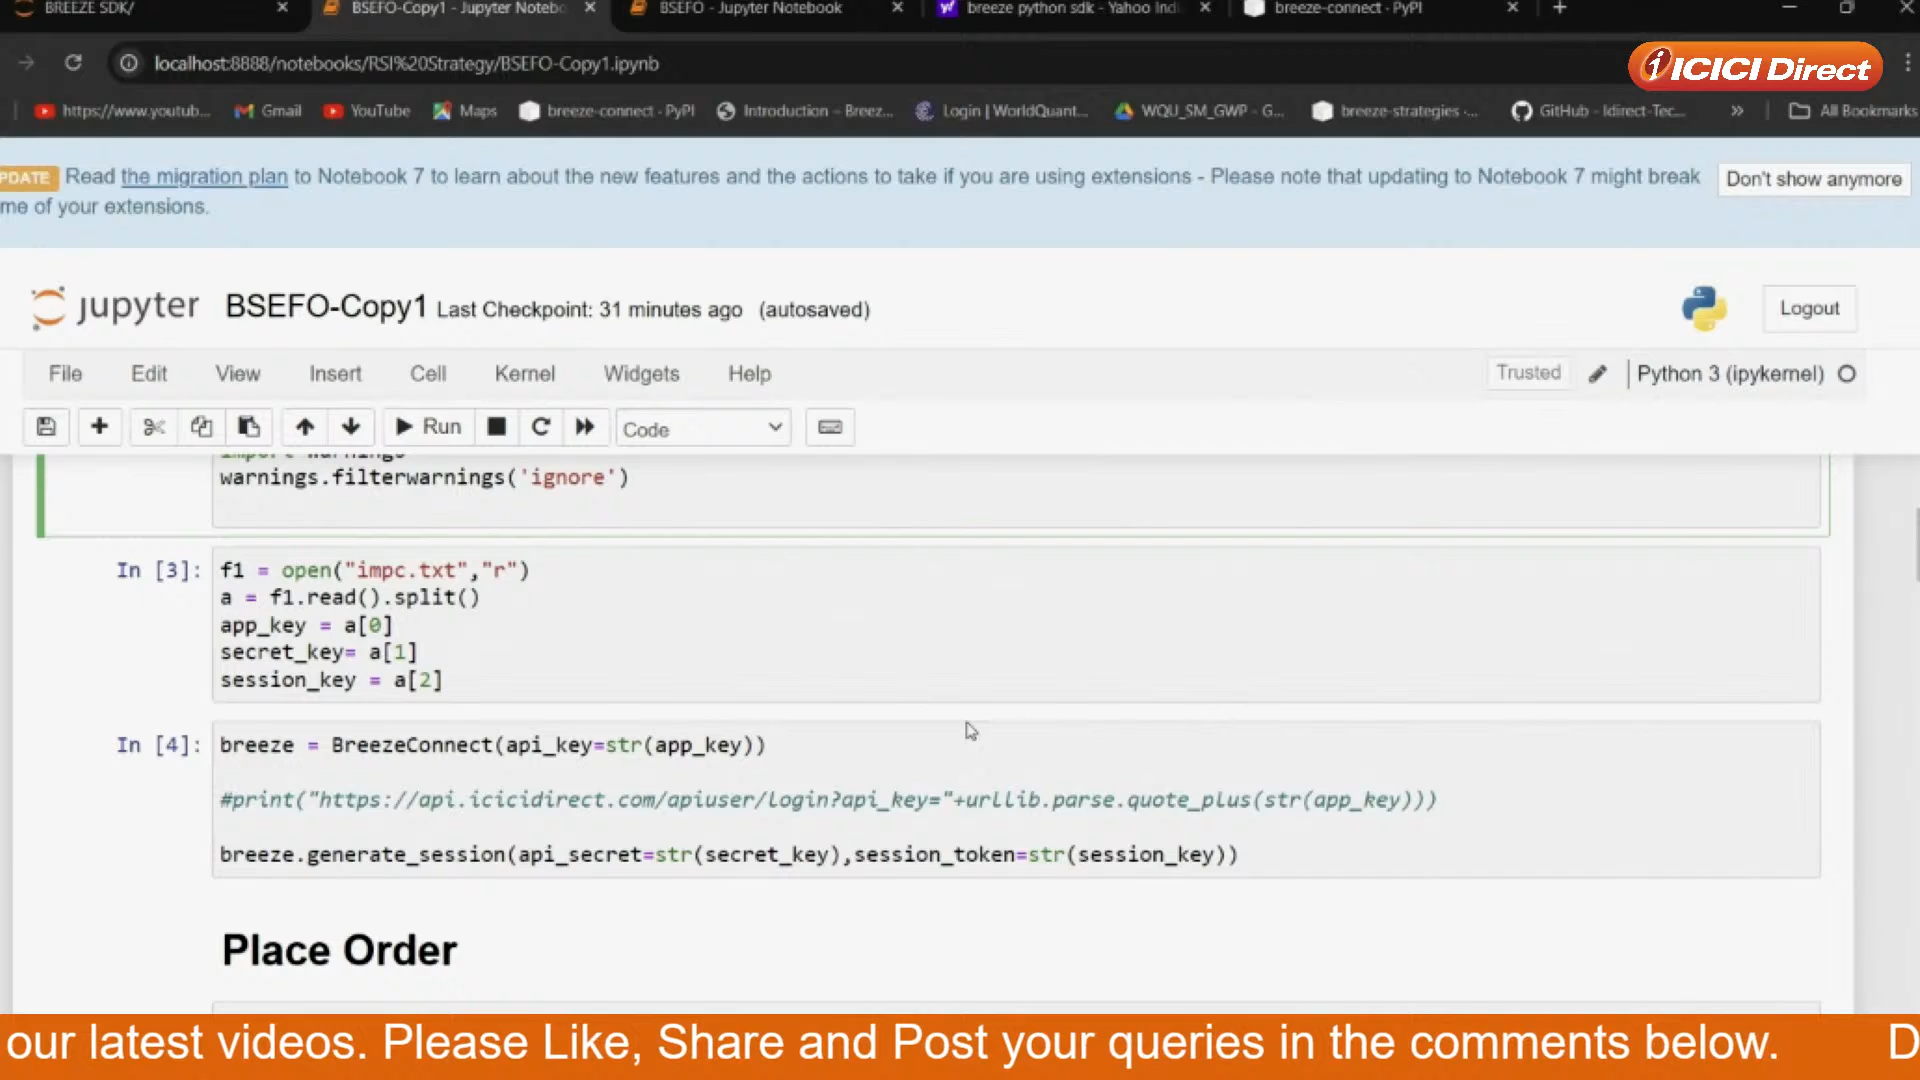 BREEZE SDK/
BSEFO-Copy1 - Jupyter Notebo
BSEFO - Jupyter Notebook
breeze python sdk - Yahoo Indi
breeze-connect · PyPI
localhost:8888/notebooks/RSI%20Strategy/BSEFO-Copy1.ipynb
ICICI Direct
https://www.youtub...
Gmail
YouTube
Maps
breeze-connect · PyPI
Introduction – Breez...
Login | WorldQuant...
WQU_SM_GWP - G...
breeze-strategies ·...
GitHub - Idirect-Tec...
All Bookmarks
PDATE Read the migration plan to Notebook 7 to learn about the new features and the actions to take if you are using extensions - Please note that updating to Notebook 7 might break
me of your extensions.
Don't show anymore
jupyter BSEFO-Copy1 Last Checkpoint: 31 minutes ago (autosaved)
Logout
File Edit View Insert Cell Kernel Widgets Help
Trusted
Python 3 (ipykernel)
Run
Code
import warnings
warnings.filterwarnings('ignore')
In [3]: f1 = open("impc.txt","r")
a = f1.read().split()
app_key = a[0]
secret_key= a[1]
session_key = a[2]
In [4]: breeze = BreezeConnect(api_key=str(app_key))
#print("https://api.icicidirect.com/apiuser/login?api_key="+urllib.parse.quote_plus(str(app_key)))
breeze.generate_session(api_secret=str(secret_key),session_token=str(session_key))
Place Order
our latest videos. Please Like, Share and Post your queries in the comments below. D